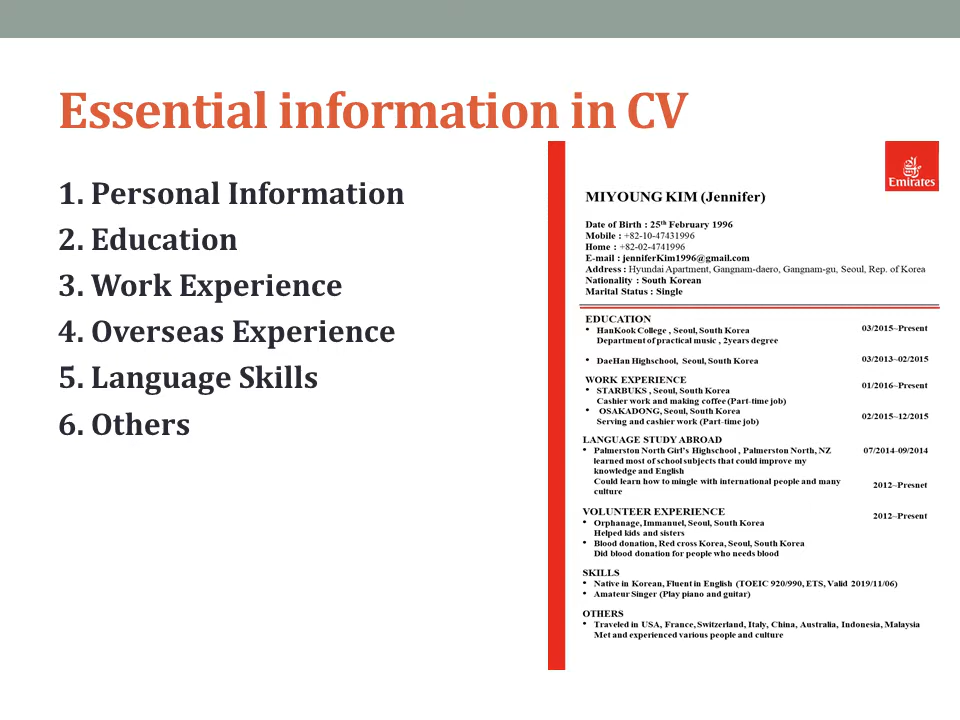 Essential information in CV
1. Personal Information
2. Education
3. Work Experience
4. Overseas Experience
5. Language Skills
6. Others
Emirates
MIYOUNG KIM (Jennifer)
Date of Birth : 25th February 1996
Mobile : +82-10-47431996
Home : +82-02-4741996
E-mail : jenniferKim1996@gmail.com
Address : Hyundai Apartment, Gangnam-daero, Gangnam-gu, Seoul, Rep. of Korea
Nationality : South Korean
Marital Status : Single
EDUCATION
• HanKook College , Seoul, South Korea 03/2015~Present
Department of practical music , 2years degree
• DaeHan Highschool, Seoul, South Korea 03/2013~02/2015
WORK EXPERIENCE
• STARBUKS , Seoul, South Korea 01/2016~Present
Cashier work and making coffee (Part-time job)
• OSAKADONG, Seoul, South Korea 02/2015~12/2015
Serving and cashier work (Part-time job)
LANGUAGE STUDY ABROAD
• Palmerston North Girl's Highschool , Palmerston North, NZ 07/2014-09/2014
learned most of school subjects that could improve my
knowledge and English
Could learn how to mingle with international people and many 2012~Presnet
culture
VOLUNTEER EXPERIENCE 2012~Present
• Orphanage, Immanuel, Seoul, South Korea
Helped kids and sisters
• Blood donation, Red cross Korea, Seoul, South Korea
Did blood donation for people who needs blood
SKILLS
• Native in Korean, Fluent in English (TOEIC 920/990, ETS, Valid 2019/11/06)
• Amateur Singer (Play piano and guitar)
OTHERS
• Traveled in USA, France, Switzerland, Italy, China, Australia, Indonesia, Malaysia
Met and experienced various people and culture